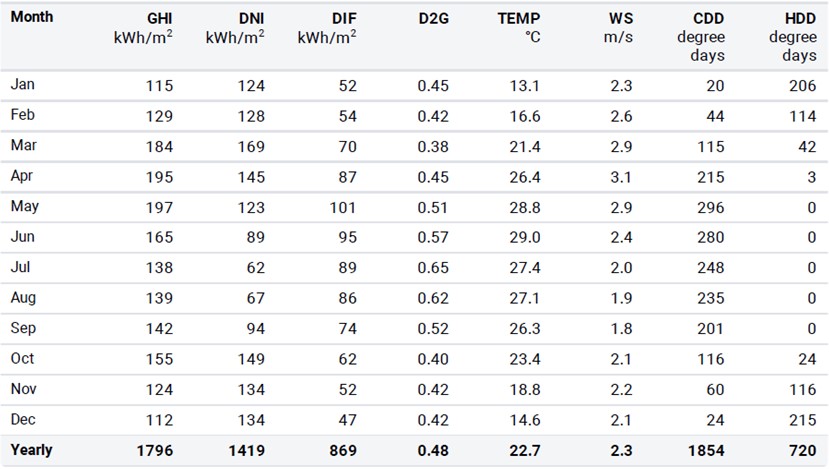 Month GHI DNI DIF D2G TEMP WS CDD HDD
kWh/m² kWh/m² kWh/m² °C m/s degree degree
days days
Jan 115 124 52 0.45 13.1 2.3 20 206
Feb 129 128 54 0.42 16.6 2.6 44 114
Mar 184 169 70 0.38 21.4 2.9 115 42
Apr 195 145 87 0.45 26.4 3.1 215 3
May 197 123 101 0.51 28.8 2.9 296 0
Jun 165 89 95 0.57 29.0 2.4 280 0
Jul 138 62 89 0.65 27.4 2.0 248 0
Aug 139 67 86 0.62 27.1 1.9 235 0
Sep 142 94 74 0.52 26.3 1.8 201 0
Oct 155 149 62 0.40 23.4 2.1 116 24
Nov 124 134 52 0.42 18.8 2.2 60 116
Dec 112 134 47 0.42 14.6 2.1 24 215
Yearly 1796 1419 869 0.48 22.7 2.3 1854 720